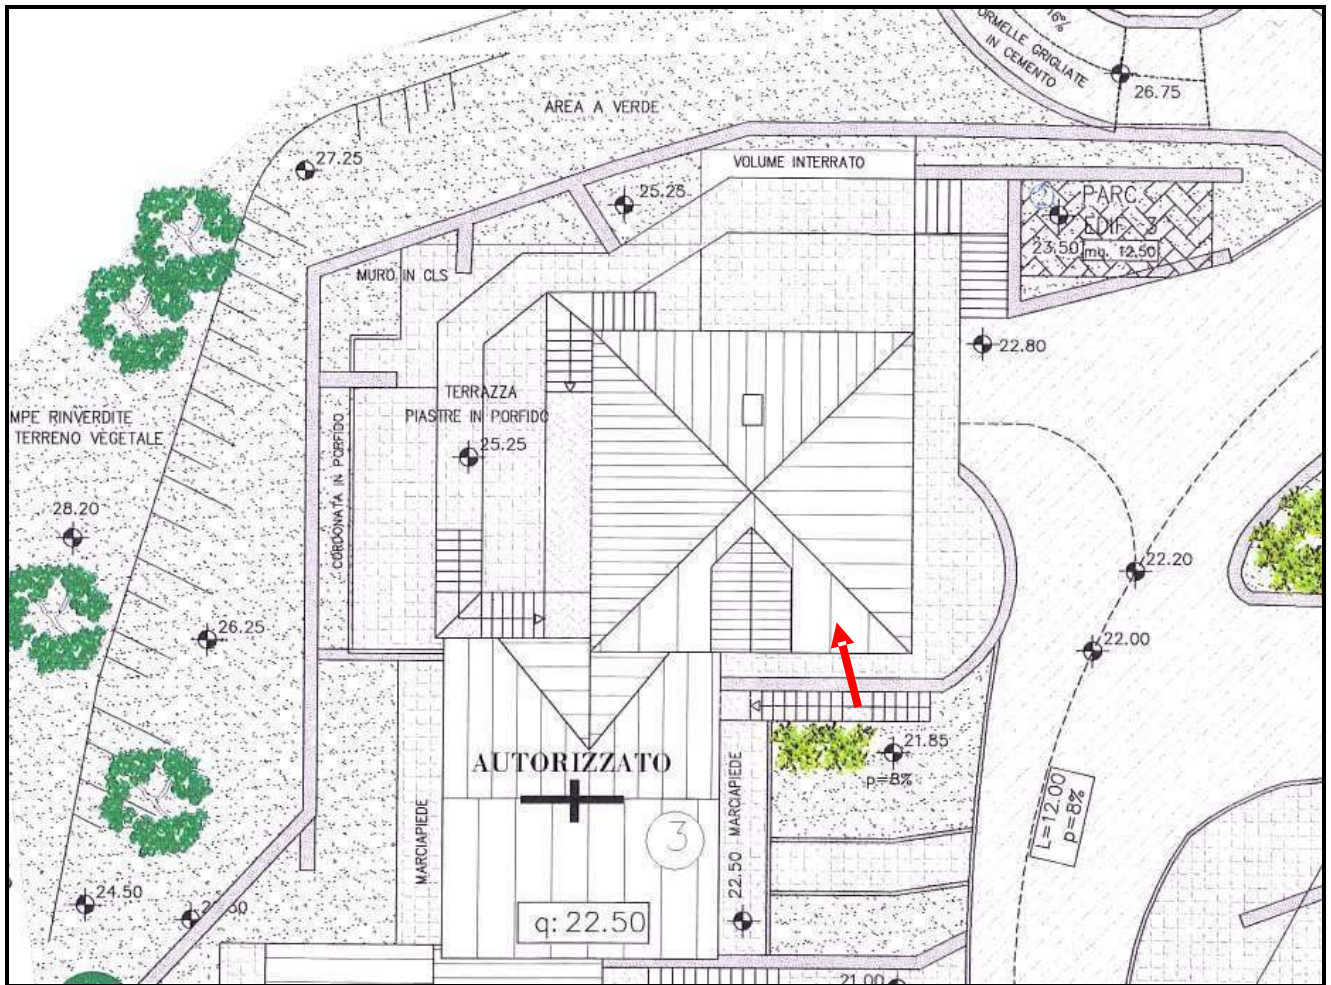 ORMELLE GRIGLIATE
IN CEMENTO
16%
26.75
AREA A VERDE
27.25
VOLUME INTERRATO
25.25
PARC.
EDIF. 3
23.50
mq. 12.50
MURO IN CLS
22.80
TERRAZZA
PIASTRE IN PORFIDO
25.25
MPE RINVERDITE
TERRENO VEGETALE
CORDONATA IN PORFIDO
28.20
22.20
26.25
22.00
21.85
p=8%
AUTORIZZATO
L=12.00
p=8%
MARCIAPIEDE
3
22.50 MARCIAPIEDE
24.50
q: 22.50
21.00